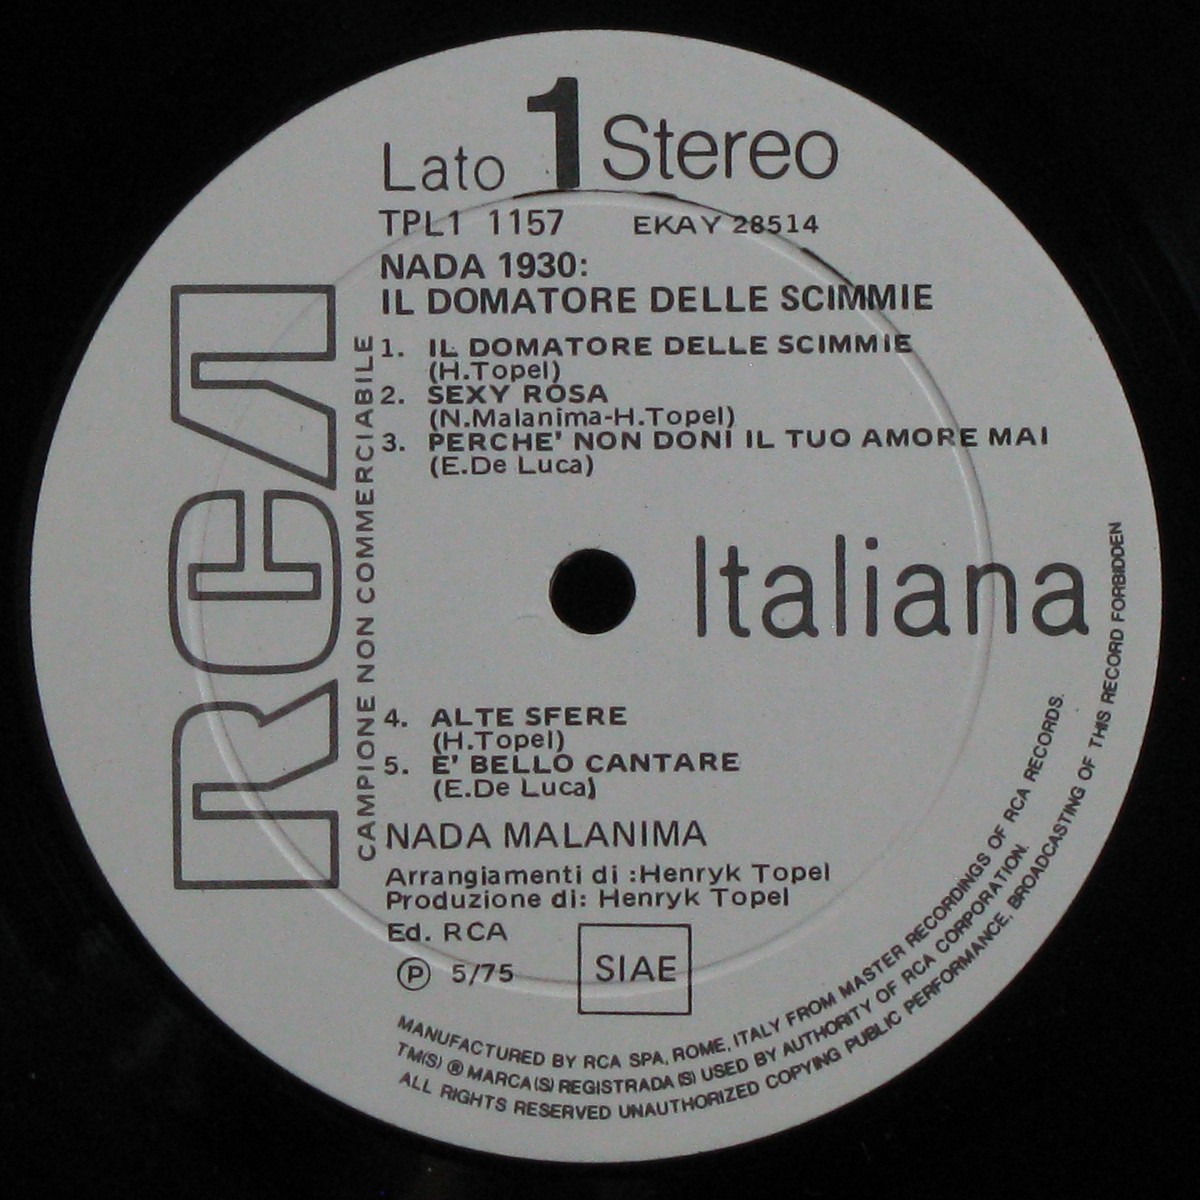 Lato 1 Stereo
TPL1 1157 EKAY 28514
NADA 1930:
IL DOMATORE DELLE SCIMMIE
1. IL DOMATORE DELLE SCIMMIE
(H.Topel)
2. SEXY ROSA
(N.Malanima-H.Topel)
3. PERCHE' NON DONI IL TUO AMORE MAI
(E.De Luca)
RCA
CAMPIONE NON COMMERCIABILE
Italiana
4. ALTE SFERE
(H.Topel)
5. E' BELLO CANTARE
(E.De Luca)
NADA MALANIMA
Arrangiamenti di :Henryk Topel
Produzione di: Henryk Topel
Ed. RCA
Ⓟ 5/75
SIAE
MANUFACTURED BY RCA SPA, ROME, ITALY FROM MASTER RECORDINGS OF RCA RECORDS.
TM(S) ® MARCA(S) REGISTRADA(S) USED BY AUTHORITY OF RCA CORPORATION.
ALL RIGHTS RESERVED UNAUTHORIZED COPYING PUBLIC PERFORMANCE, BROADCASTING OF THIS RECORD FORBIDDEN